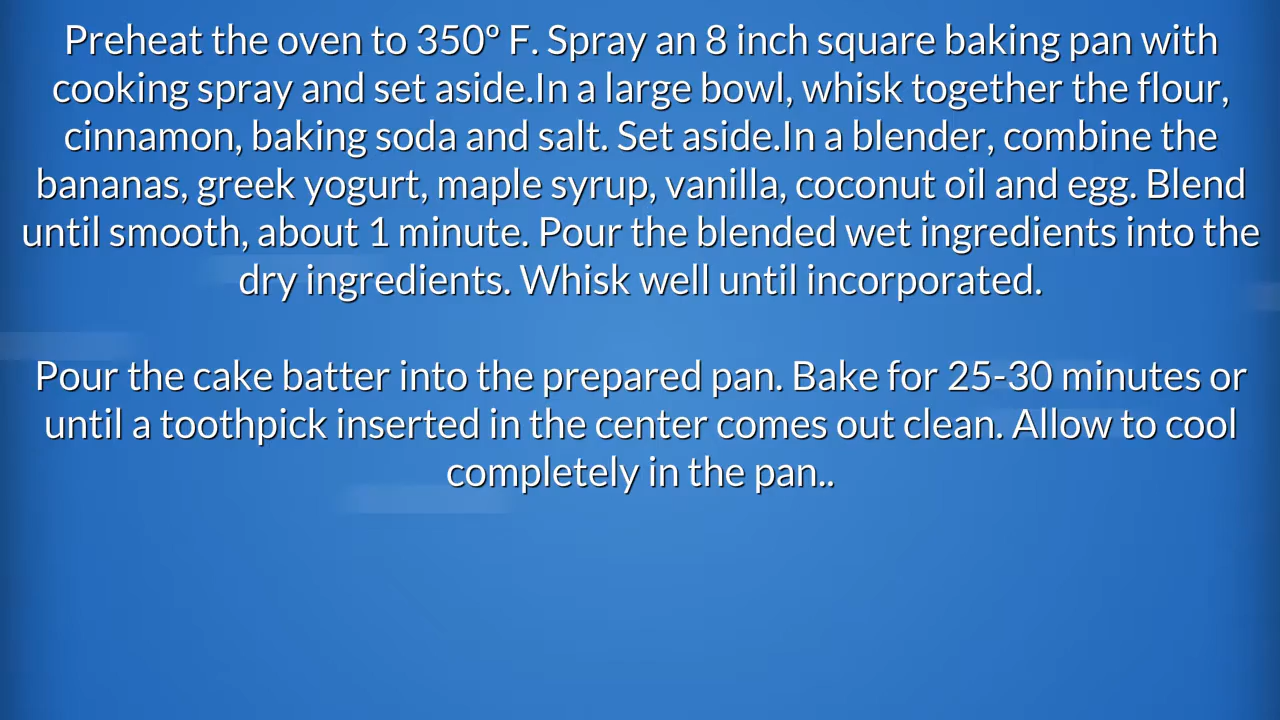 Preheat the oven to 350° F. Spray an 8 inch square baking pan with
cooking spray and set aside.In a large bowl, whisk together the flour,
cinnamon, baking soda and salt. Set aside.In a blender, combine the
bananas, greek yogurt, maple syrup, vanilla, coconut oil and egg. Blend
until smooth, about 1 minute. Pour the blended wet ingredients into the
dry ingredients. Whisk well until incorporated.
Pour the cake batter into the prepared pan. Bake for 25-30 minutes or
until a toothpick inserted in the center comes out clean. Allow to cool
completely in the pan..